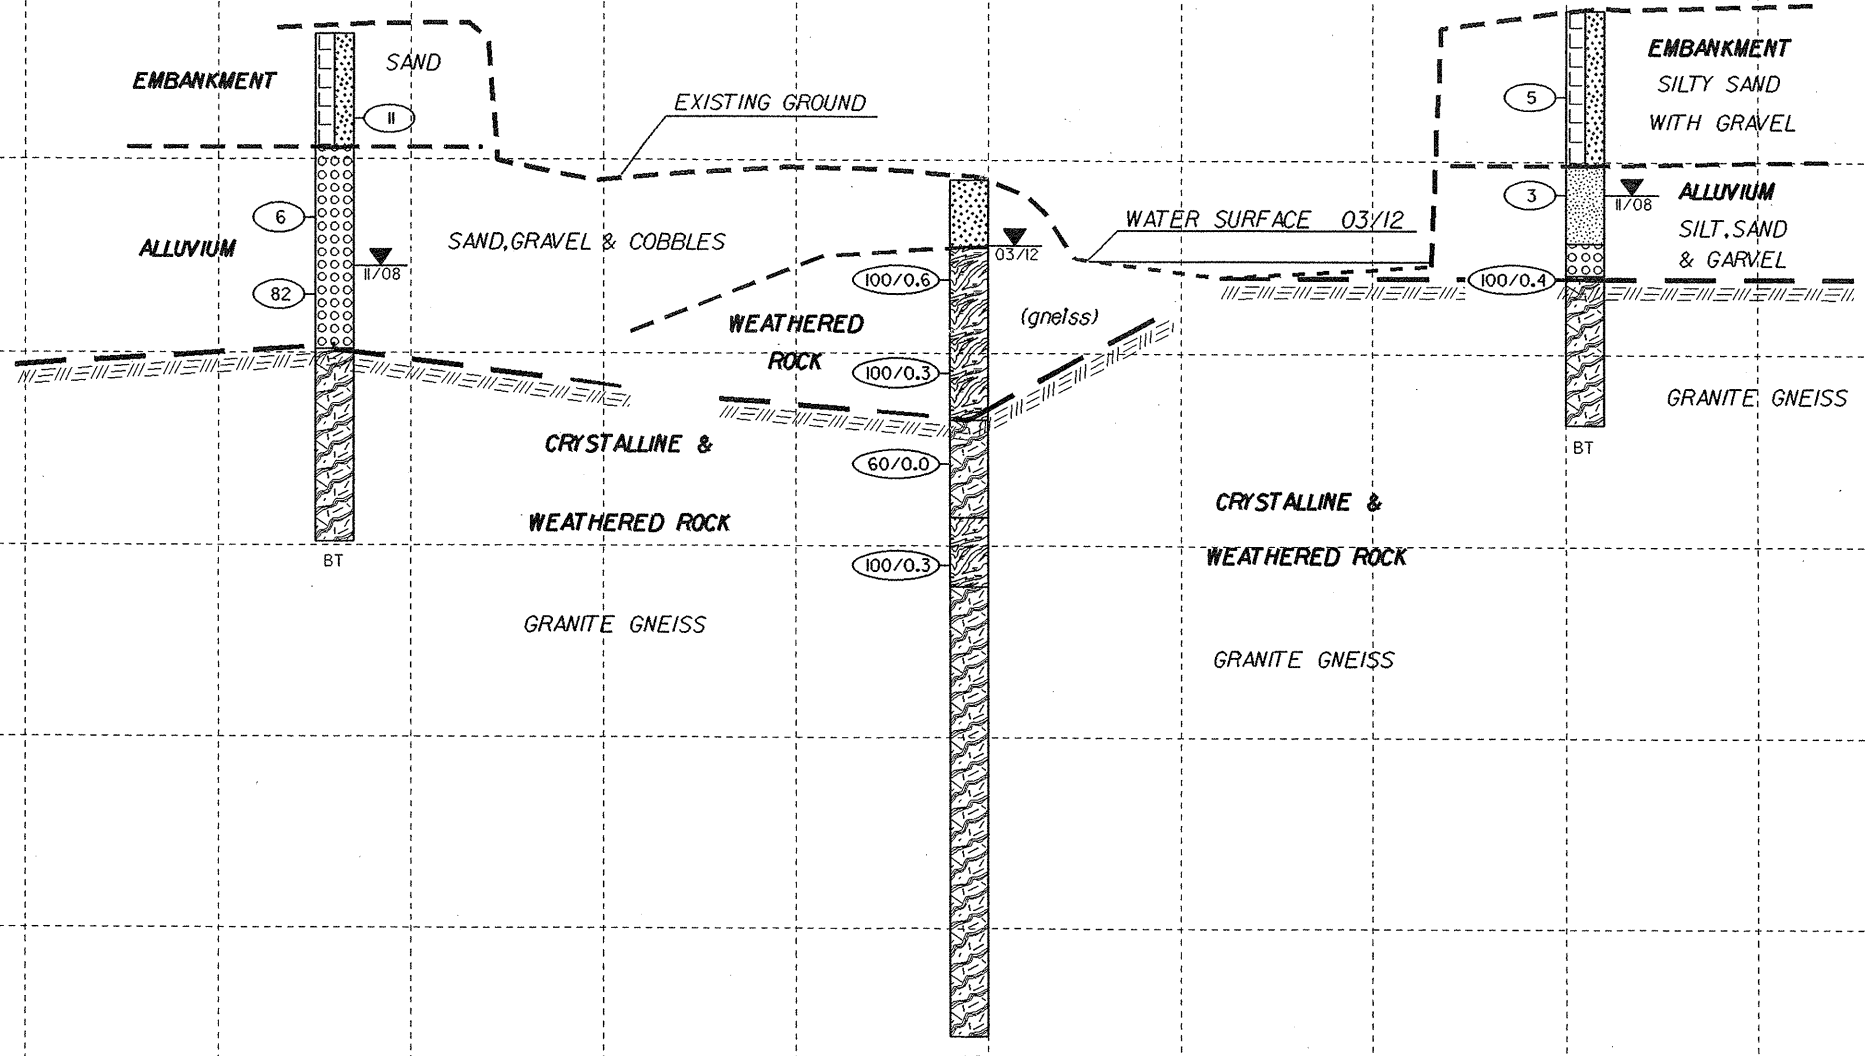 EMBANKMENT
SAND
11
EXISTING GROUND
5
EMBANKMENT
SILTY SAND
WITH GRAVEL
6
ALLUVIUM
11/08
82
SAND, GRAVEL & COBBLES
WATER SURFACE 03/12
03/12
3
11/08
ALLUVIUM
SILT, SAND
& GARVEL
100/0.6
100/0.4
WEATHERED
ROCK
(gneiss)
100/0.3
GRANITE GNEISS
BT
CRYSTALLINE &
WEATHERED ROCK
60/0.0
CRYSTALLINE &
WEATHERED ROCK
BT
100/0.3
GRANITE GNEISS
GRANITE GNEISS